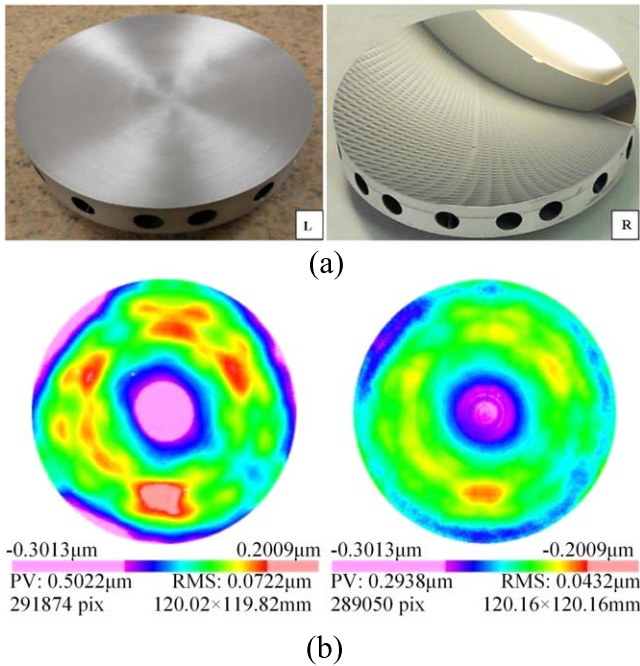 L
R
(a)
-0.3013μm 0.2009μm
PV: 0.5022μm RMS: 0.0722μm
291874 pix 120.02×119.82mm
-0.3013μm -0.2009μm
PV: 0.2938μm RMS: 0.0432μm
289050 pix 120.16×120.16mm
(b)